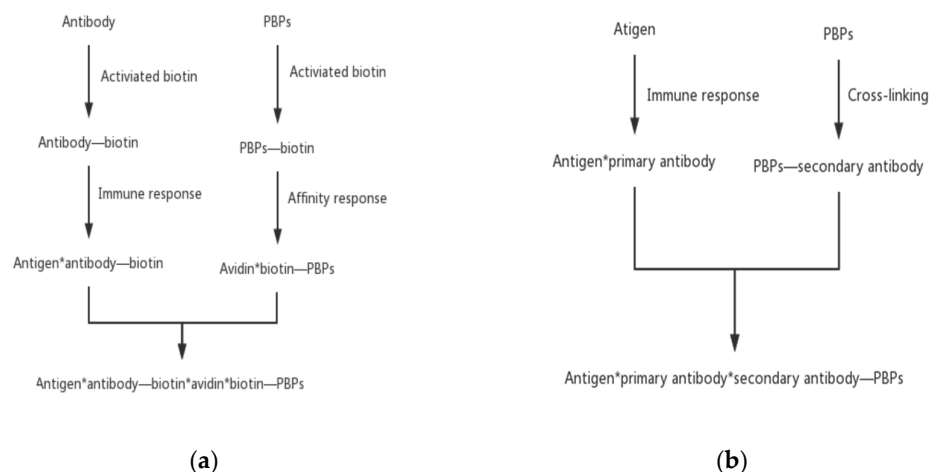 Antibody
PBPs
Activiated biotin
Activiated biotin
Antibody—biotin
PBPs—biotin
Immune response
Affinity response
Antigen*antibody—biotin
Avidin*biotin—PBPs
Antigen*antibody—biotin*avidin*biotin—PBPs
(a)
Atigen
PBPs
Immune response
Cross-linking
Antigen*primary antibody
PBPs—secondary antibody
Antigen*primary antibody*secondary antibody—PBPs
(b)